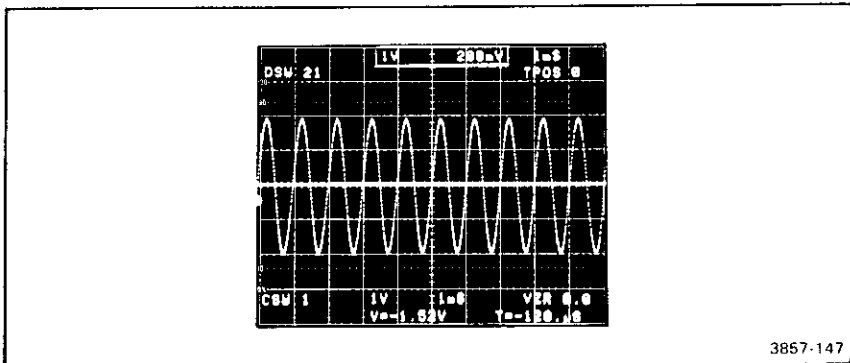 1V 200mV 1mS
DSW 21 TPOS 0
CSW 1 1V 1mS VZR 0.0
V=-1.52V T=-120.µS
3857-147